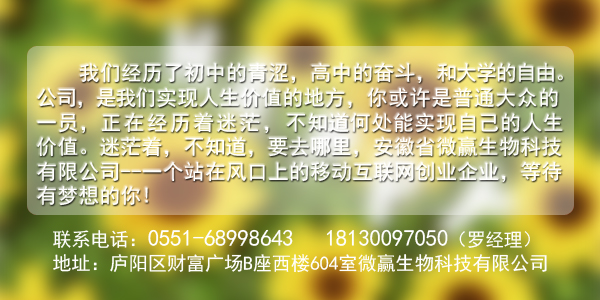 我们经历了初中的青涩，高中的奋斗，和大学的自由。
公司，是我们实现人生价值的地方，你或许是普通大众的
一员，正在经历着迷茫，不知道何处能实现自己的人生
价值。迷茫着，不知道，要去哪里，安徽省微赢生物科技
有限公司--一个站在风口上的移动互联网创业企业，等待
有梦想的你！
联系电话：0551-68998643 18130097050（罗经理）
地址：庐阳区财富广场B座西楼604室微赢生物科技有限公司